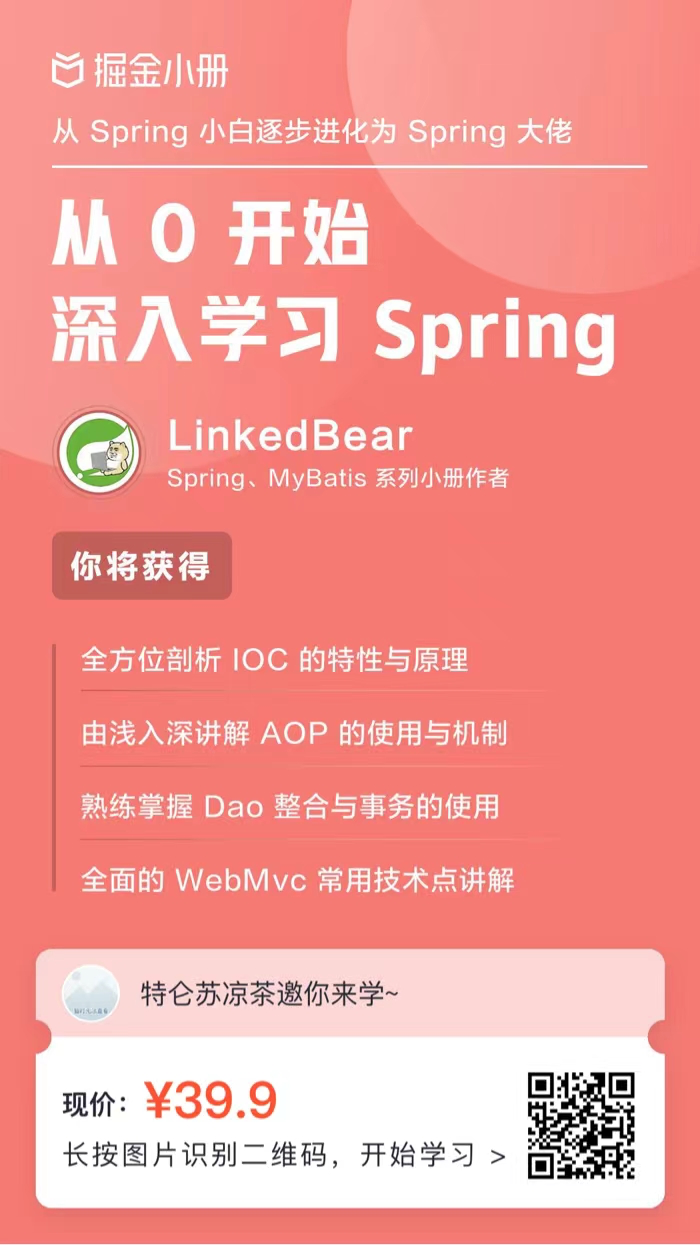 掘金小册
从 Spring 小白逐步进化为 Spring 大佬
从 0 开始
深入学习 Spring
LinkedBear
Spring、MyBatis 系列小册作者
你将获得
全方位剖析 IOC 的特性与原理
由浅入深讲解 AOP 的使用与机制
熟练掌握 Dao 整合与事务的使用
全面的 WebMvc 常用技术点讲解
特仑苏凉茶邀你来学~
现价：¥39.9
长按图片识别二维码，开始学习 >